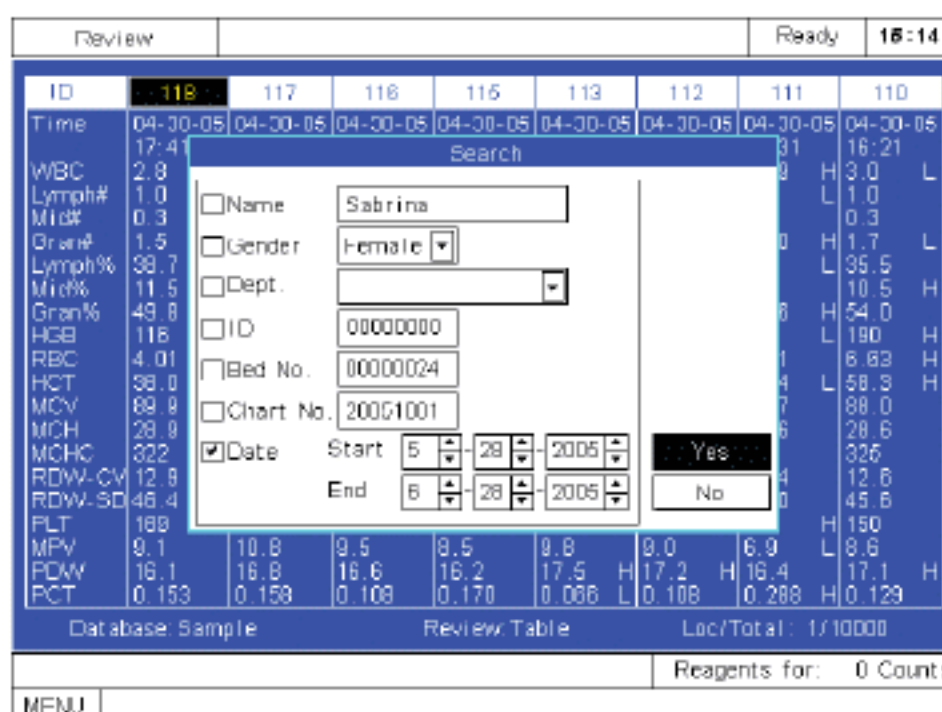 Review Ready 15:14
ID 118 117 116 115 113 112 111 110
Time 04-30-05 04-30-05 04-30-05 04-30-05 04-30-05 04-30-05 04-30-05 04-30-05
17:41 Search 31 16:21
WBC 2.8 H 3.0 L
Lymph# 1.0 L 1.0
Name Sabrina
Mid# 0.3 0.3
Gran# 1.5 H 1.7 L
Gender Female
Lymph% 38.7 L 35.5
Mid% 11.5 10.5 H
Dept.
Gran% 49.8 H 54.0
ID 00000000
HGB 116 L 190 H
RBC 4.01 6.63 H
Bed No. 00000024
HCT 36.0 L 58.3 H
MCV 89.9 88.0
Chart No. 20051001
MCH 28.9 28.6
MCHC 322 326
Date Start 5 - 28 - 2005 Yes
RDW-CV 12.8 12.6
RDW-SD 46.4 45.6
End 6 - 28 - 2005 No
PLT 169 H 150
MPV 9.1 10.8 9.5 8.5 9.8 9.0 6.9 L 8.6
PDW 16.1 16.8 16.6 16.2 17.5 H 17.2 H 16.4 17.1 H
PCT 0.153 0.158 0.108 0.170 0.066 L 0.108 0.288 H 0.129
Database: Sample Review: Table Loc/Total: 1/10000
Reagents for: 0 Count
MENU